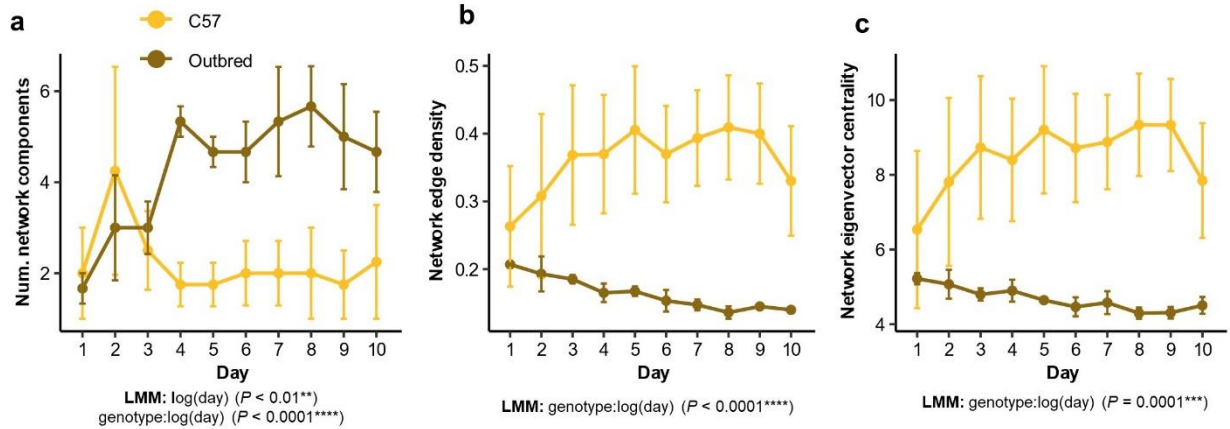 a
C57
Outbred
Num. network components
6
4
2
1 2 3 4 5 6 7 8 9 10
Day
LMM: log(day) (P < 0.01**)
genotype:log(day) (P < 0.0001****)
b
Network edge density
0.5
0.4
0.3
0.2
1 2 3 4 5 6 7 8 9 10
Day
LMM: genotype:log(day) (P < 0.0001****)
c
Network eigenvector centrality
10
8
6
4
1 2 3 4 5 6 7 8 9 10
Day
LMM: genotype:log(day) (P = 0.0001***)